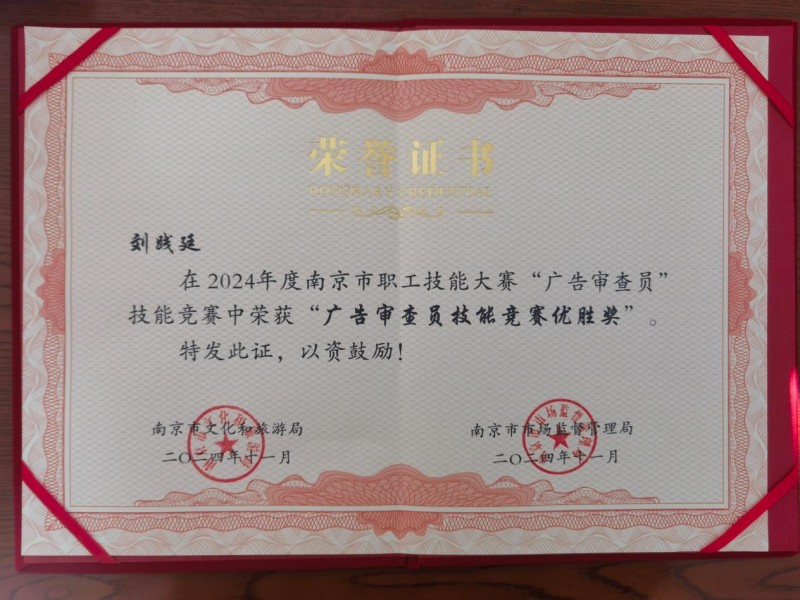 荣誉证书
HONORARY CREDENTIAL
刘贱廷
在2024年度南京市职工技能大赛“广告审查员”
技能竞赛中荣获“广告审查员技能竞赛优胜奖”。
特发此证，以资鼓励！
南京市文化和旅游局
二〇二四年十一月
南京市市场监督管理局
二〇二四年十一月